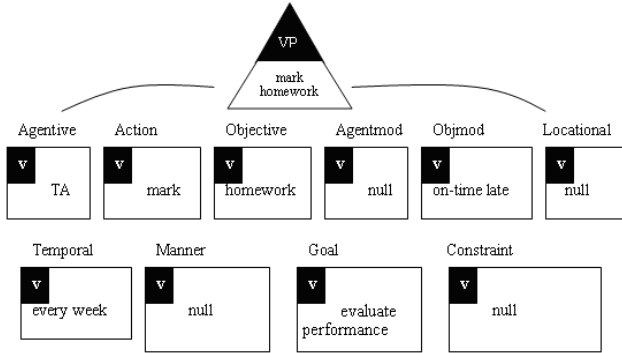 VP
mark
homework
Agentive Action Objective Agentmod Objmod Locational
v v v v v v
TA mark homework null on-time late null
Temporal Manner Goal Constraint
v v v v
every week null evaluate null
performance